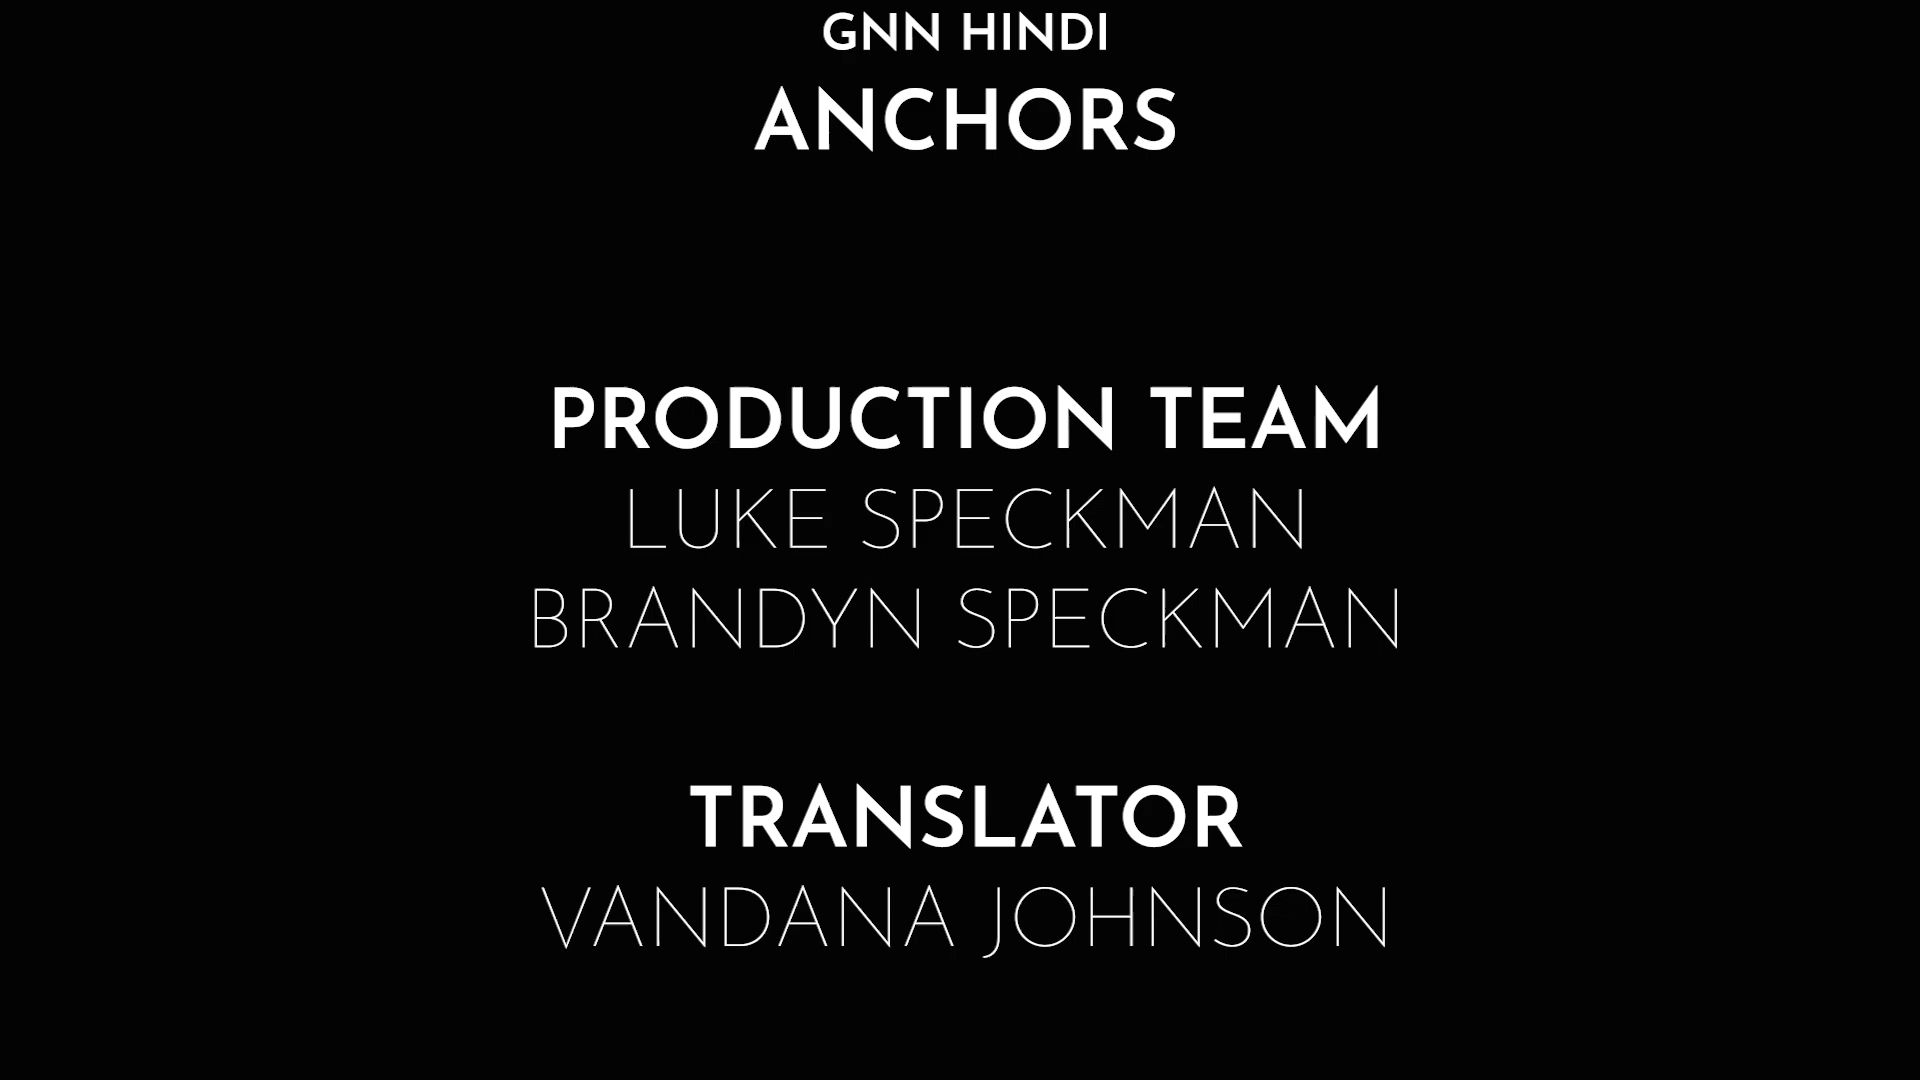 GNN HINDI
ANCHORS
PRODUCTION TEAM
LUKE SPECKMAN
BRANDYN SPECKMAN
TRANSLATOR
VANDANA JOHNSON